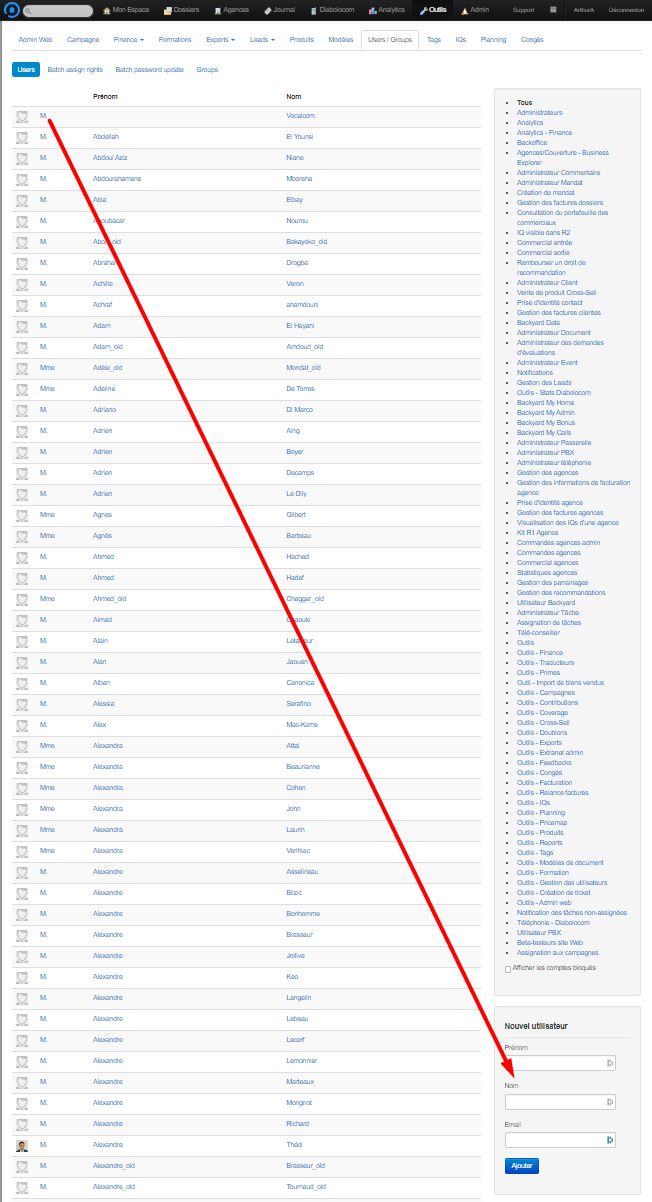 Mon Espace Dossiers Agences Journal Diabolocom Analytics Outils Admin Support ArthurA Déconnexion
Admin Web Campagne Finance Formations Exports Leads Produits Modèles Users / Groups Tags IQs Planning Congés
Users Batch assign rights Batch password update Groups
Prénom Nom
M. Vocalcom
M. Abdellah El Younsi
M. Abdoul Aziz Niane
M. Abdourahamane Mboreha
M. Abla Elbay
M. Nourou
M. Bakayoko_old
M. Drogba
M. Achille Veron
M. Achraf ahamdouni
M. Adam El Hayani
M. Adam_old Amdoud_old
Mme Adèle_old Mondat_old
Mme Adeline De Torres
M. Adriano Di Marco
M. Adrien Aing
M. Adrien Boyer
M. Adrien Decamps
M. Adrien Le Dily
Mme Agnes Gilbert
Mme Agnès Barbeau
M. Ahmed Hached
M. Ahmed Hadef
Mme Ahmed_old Chaggar_old
M. Aimad
M. Alain
M. Alan Jaouen
M. Alban Canonica
M. Alessia Serafino
M. Alex Mac-Kame
Mme Alexandra Attal
Mme Alexandra Beaurianne
Mme Alexandra Cohen
Mme Alexandra John
Mme Alexandra Laurin
Mme Alexandra Verlhiac
M. Alexandre Asselineau
M. Alexandre Bilzic
M. Alexandre Bonhomme
M. Alexandre Brasseur
M. Alexandre Jollive
M. Alexandre Keo
M. Alexandre Langelin
M. Alexandre Lebeau
M. Alexandre Lecerf
M. Alexandre Lemonnier
M. Alexandre Marteaux
M. Alexandre Morignot
M. Alexandre Richard
M. Alexandre Théol
M. Alexandre_old Brasseur_old
M. Alexandre_old Tournaud_old
Tous
Administrateurs
Analytics
Analytics - Finance
Backoffice
Agences/Couverture - Business
Explorer
Administrateur Commentaire
Administrateur Mandat
Création de mandat
Gestion des factures dossiers
Consultation du portefeuille des
commerciaux
IQ visible dans R2
Commercial entrée
Commercial sortie
Rembourser un droit de
recommandation
Administrateur Client
Vente de produit Cross-Sell
Prise d'identité contact
Gestion des factures clientes
Backyard Data
Administrateur Document
Administrateur des demandes
d'évaluations
Administrateur Event
Notifications
Gestion des Leads
Outils - Stats Diabolocom
Backyard My Home
Backyard My Admin
Backyard My Bonus
Backyard My Calls
Administrateur Passerelle
Administrateur PBX
Administrateur téléphonie
Gestion des agences
Gestion des informations de facturation
agence
Prise d'identité agence
Gestion des factures agences
Visualisation des IQs d'une agence
Kit R1 Agence
Commandes agences admin
Commandes agences
Commercial agences
Statistiques agences
Gestion des parrainages
Gestion des recommandations
Utilisateur Backyard
Administrateur Tâche
Assignation de tâches
Télé-conseiller
Outils
Outils - Finance
Outils - Traducteurs
Outils - Primes
Outil - Import de biens vendus
Outils - Campagnes
Outils - Contributions
Outils - Coverage
Outils - Cross-Sell
Outils - Doublons
Outils - Exports
Outils - Extranet admin
Outils - Feedbacks
Outils - Congés
Outils - Facturation
Outils - Relance factures
Outils - IQs
Outils - Planning
Outils - Pricemap
Outils - Produits
Outils - Reports
Outils - Tags
Outils - Modèles de document
Outils - Formation
Outils - Gestion des utilisateurs
Outils - Création de ticket
Outils - Admin web
Notification des tâches non-assignées
Téléphonie - Diabolocom
Utilisateur PBX
Beta-testeurs site Web
Assignation aux campagnes
Afficher les comptes bloqués
Nouvel utilisateur
Prénom
Nom
Email
Ajouter